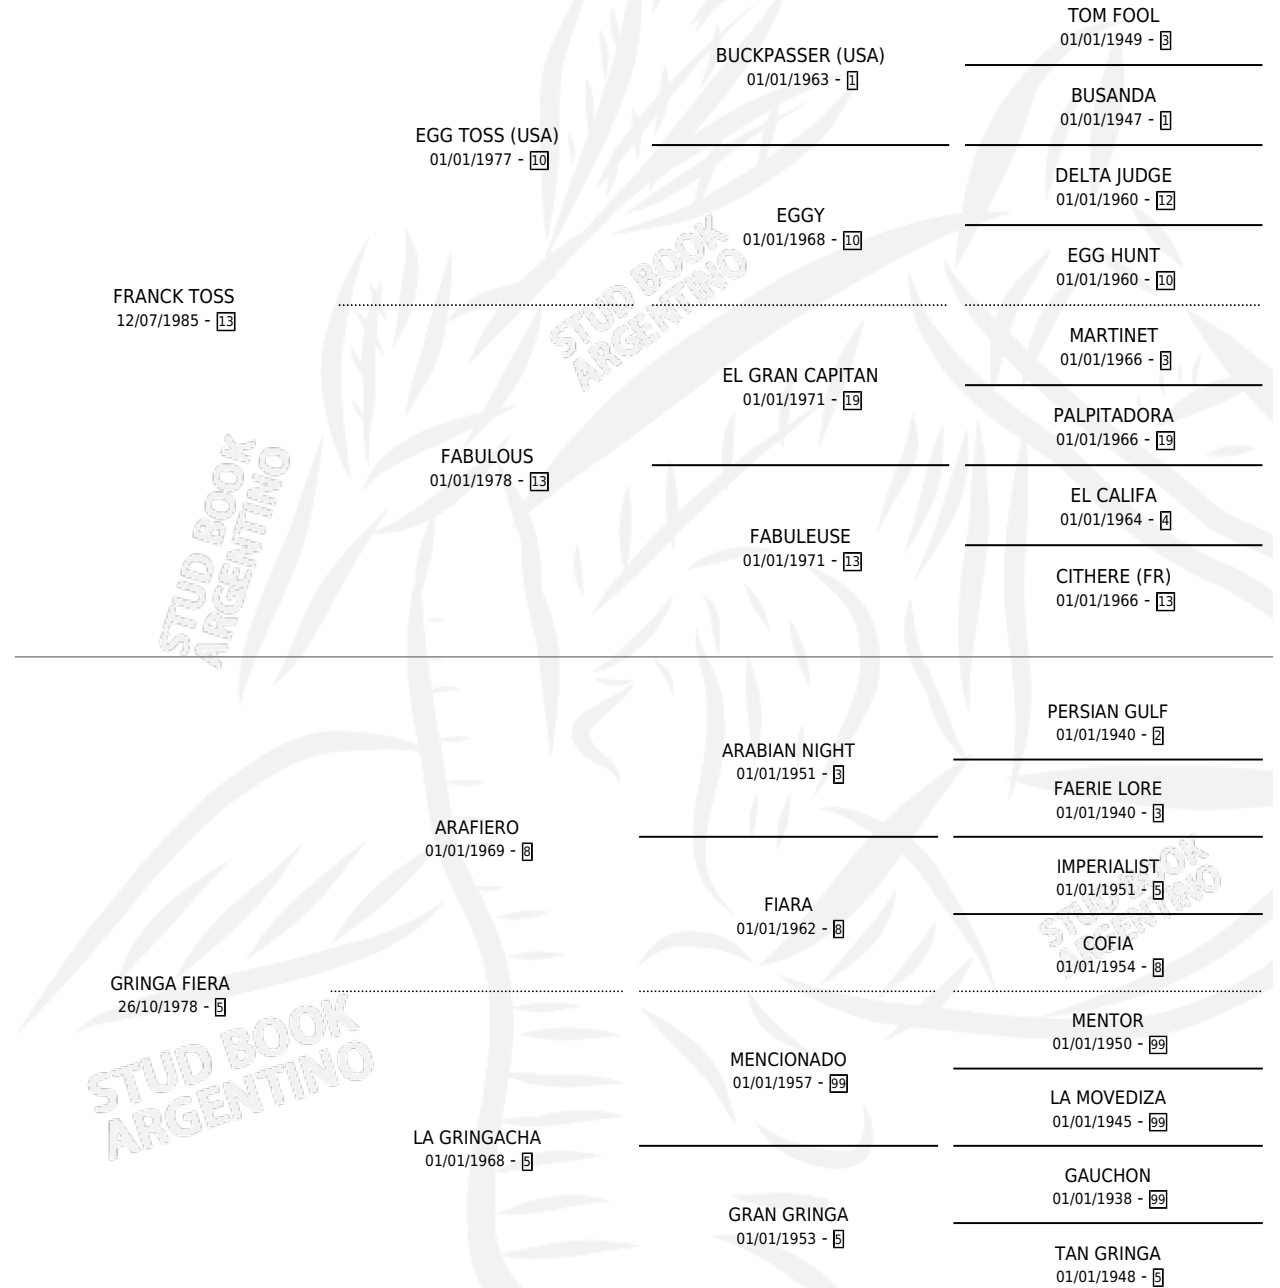 TOM FOOL
01/01/1949 - 3
BUCKPASSER (USA)
01/01/1963 - 1
BUSANDA
01/01/1947 - 1
EGG TOSS (USA)
01/01/1977 - 10
DELTA JUDGE
01/01/1960 - 12
EGGY
01/01/1968 - 10
EGG HUNT
01/01/1960 - 10
FRANCK TOSS
12/07/1985 - 13
MARTINET
01/01/1966 - 3
EL GRAN CAPITAN
01/01/1971 - 19
PALPITADORA
01/01/1966 - 19
FABULOUS
01/01/1978 - 13
EL CALIFA
01/01/1964 - 4
FABULEUSE
01/01/1971 - 13
CITHERE (FR)
01/01/1966 - 13
PERSIAN GULF
01/01/1940 - 2
ARABIAN NIGHT
01/01/1951 - 3
FAERIE LORE
01/01/1940 - 3
ARAFIERO
01/01/1969 - 8
IMPERIALIST
01/01/1951 - 5
FIARA
01/01/1962 - 8
COFIA
01/01/1954 - 8
GRINGA FIERA
26/10/1978 - 5
MENTOR
01/01/1950 - 99
MENCIONADO
01/01/1957 - 99
LA MOVEDIZA
01/01/1945 - 99
LA GRINGACHA
01/01/1968 - 5
GAUCHON
01/01/1938 - 99
GRAN GRINGA
01/01/1953 - 5
TAN GRINGA
01/01/1948 - 5
STUD BOOK
ARGENTINO
STUD BOOK
ARGENTINO
STUD BOOK
ARGENTINO
STUD BOOK
ARGENTINO